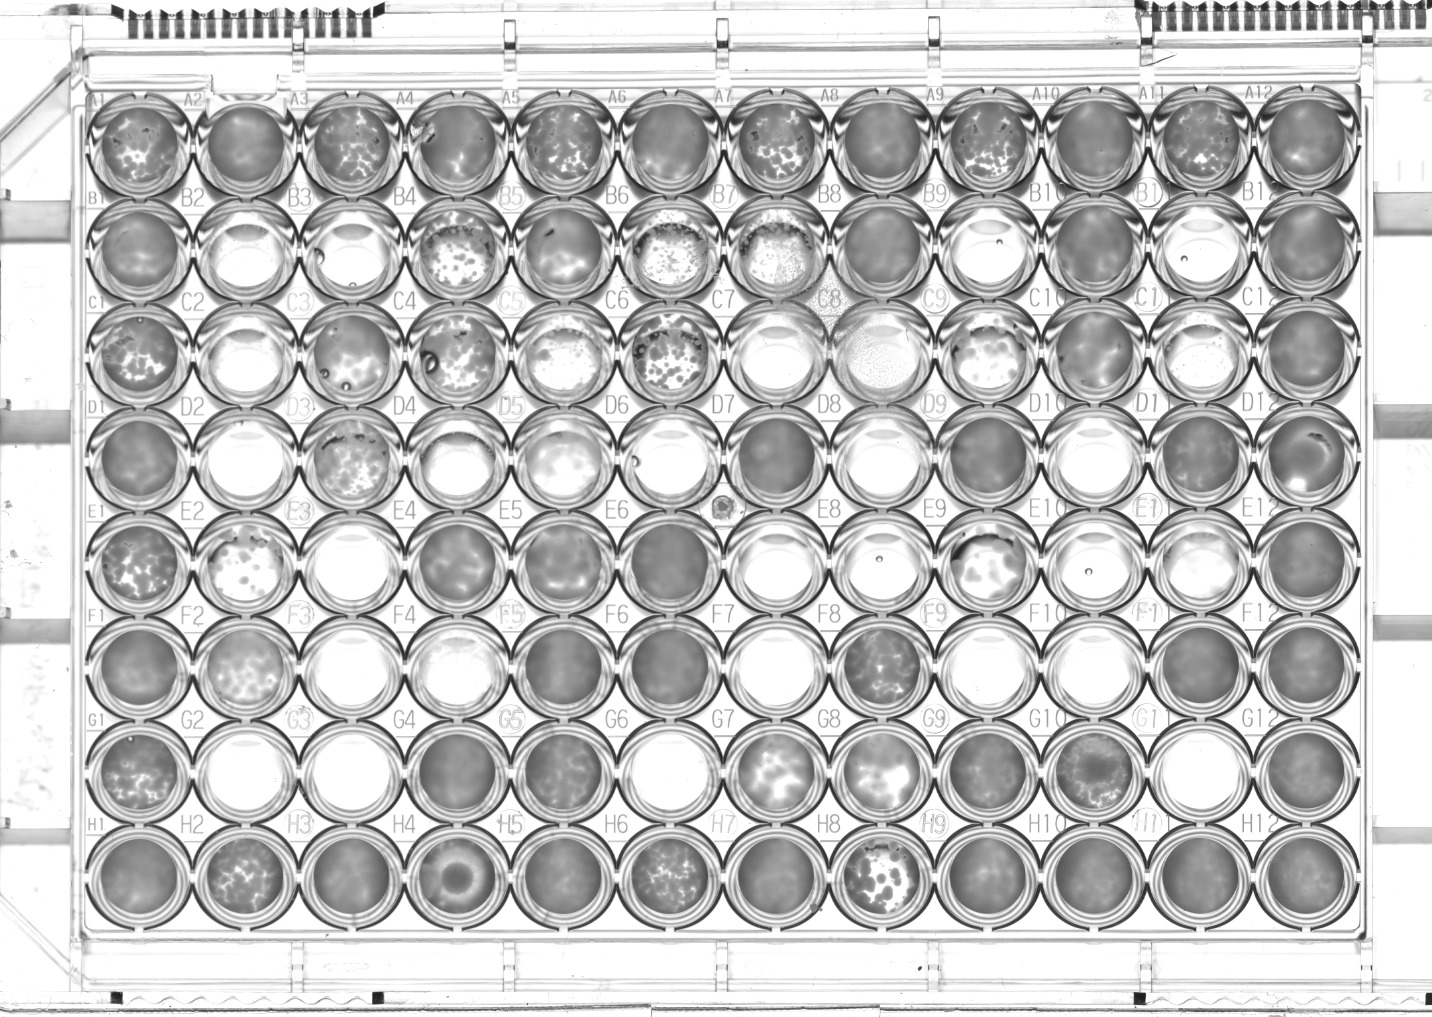 A1 A2 A3 A4 A5 A6 A7 A8 A9 A10 A11 A12
B1 B2 B3 B4 B5 B6 B7 B8 B9 B10 B11 B12
C1 C2 C3 C4 C5 C6 C7 C8 C9 C10 C11 C12
D1 D2 D3 D4 D5 D6 D7 D8 D9 D10 D11 D12
E1 E2 E3 E4 E5 E6 E8 E9 E10 E11 E12
F1 F2 F3 F4 F5 F6 F7 F8 F9 F10 F11 F12
G1 G2 G3 G4 G5 G6 G7 G8 G9 G10 G11 G12
H1 H2 H3 H4 H5 H6 H7 H8 H9 H10 H11 H12